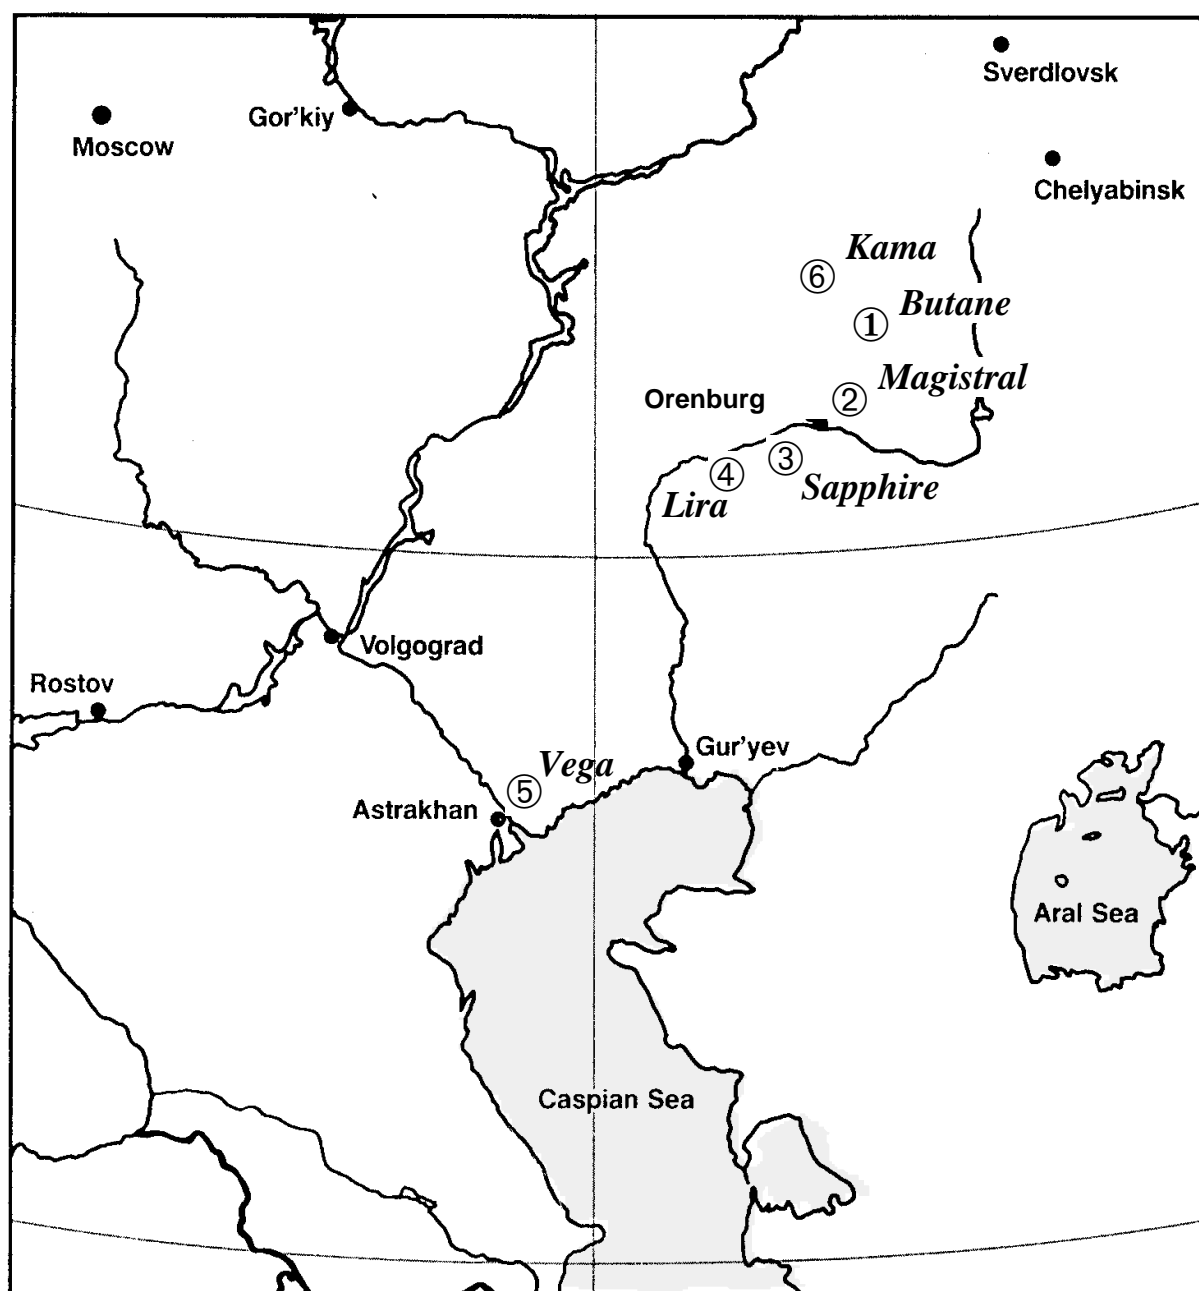 Sverdlovsk
Gor'kiy
Moscow
Chelyabinsk
Kama
⑥
Butane
①
Magistral
②
Orenburg
③
④
Sapphire
Lira
Volgograd
Rostov
Gur'yev
Vega
⑤
Astrakhan
Aral Sea
Caspian Sea